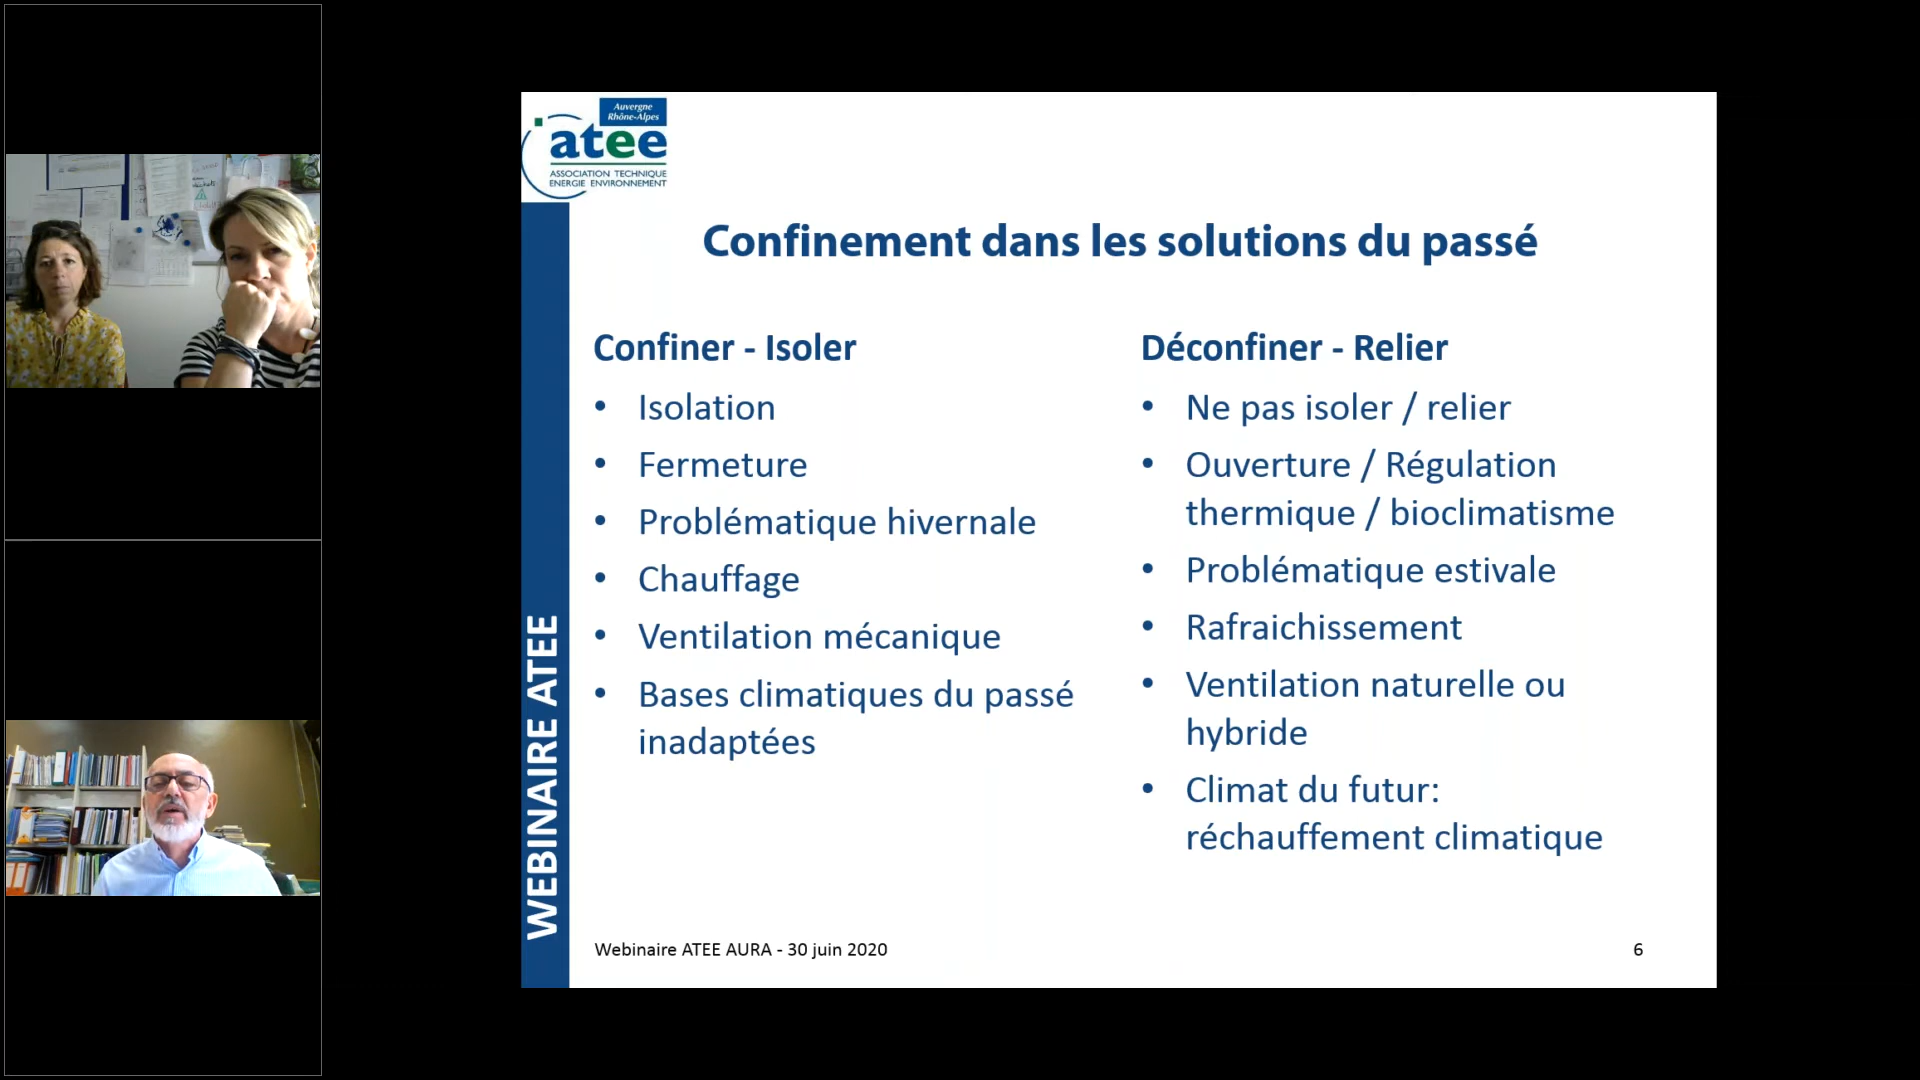 Auvergne
Rhône-Alpes
atee
ASSOCIATION TECHNIQUE
ENERGIE ENVIRONNEMENT
WEBINAIRE ATEE
Confinement dans les solutions du passé
Confiner - Isoler
• Isolation
• Fermeture
• Problématique hivernale
• Chauffage
• Ventilation mécanique
• Bases climatiques du passé
inadaptées
Déconfiner - Relier
• Ne pas isoler / relier
• Ouverture / Régulation
thermique / bioclimatisme
• Problématique estivale
• Rafraichissement
• Ventilation naturelle ou
hybride
• Climat du futur:
réchauffement climatique
Webinaire ATEE AURA - 30 juin 2020
6